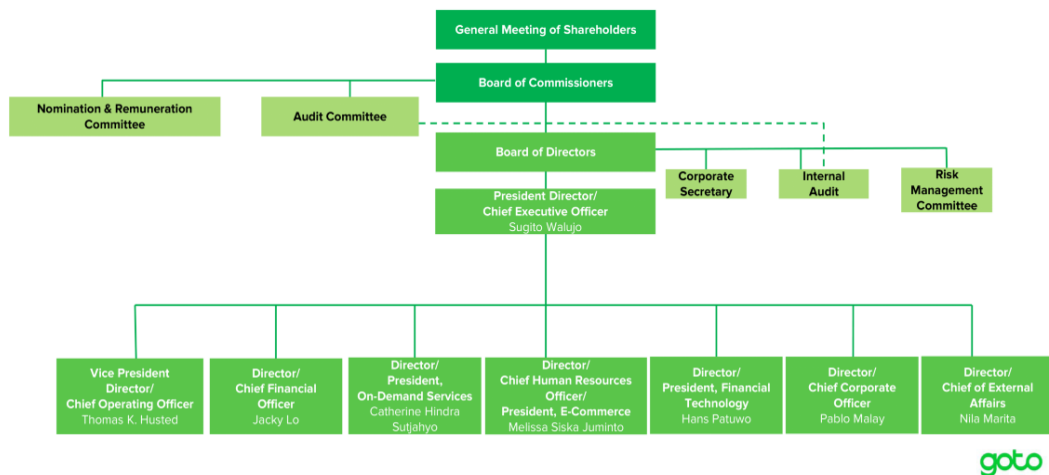 General Meeting of Shareholders
Board of Commissioners
Nomination & Remuneration
Committee
Audit Committee
Board of Directors
Corporate
Secretary
Internal
Audit
Risk
Management
Committee
President Director/
Chief Executive Officer
Sugito Walujo
Vice President
Director/
Chief Operating Officer
Thomas K. Husted
Director/
Chief Financial
Officer
Jacky Lo
Director/
President,
On-Demand Services
Catherine Hindra
Sutjahyo
Director/
Chief Human Resources
Officer/
President, E-Commerce
Melissa Siska Juminto
Director/
President, Financial
Technology
Hans Patuwo
Director/
Chief Corporate
Officer
Pablo Malay
Director/
Chief of External
Affairs
Nila Marita
goto